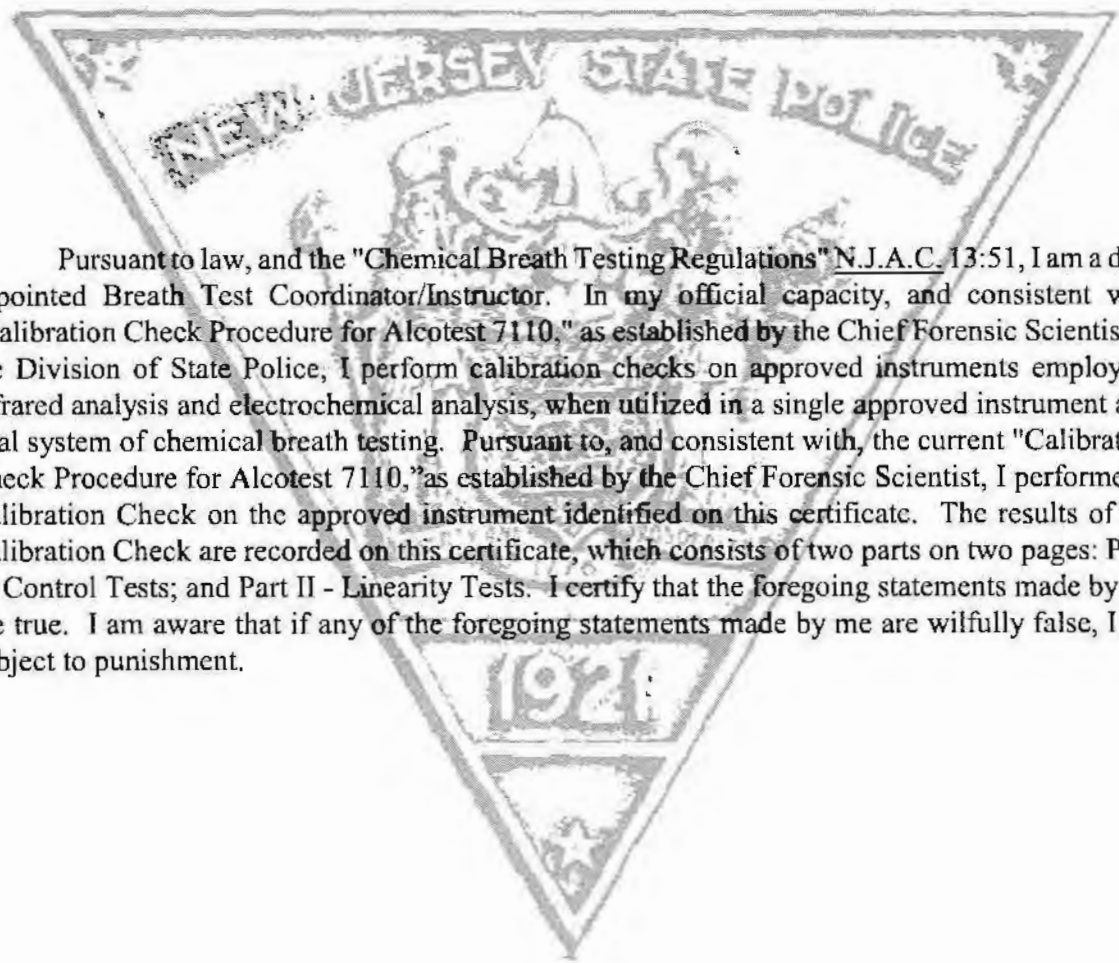 NEW JERSEY STATE POLICE
Pursuant to law, and the "Chemical Breath Testing Regulations" N.J.A.C. 13:51, I am a d
pointed Breath Test Coordinator/Instructor. In my official capacity, and consistent
alibration Check Procedure for Alcotest 7110," as established by the Chief Forensic Scientis
Division of State Police, I perform calibration checks on approved instruments employ
frared analysis and electrochemical analysis, when utilized in a single approved instrument
al system of chemical breath testing. Pursuant to, and consistent with, the current "Calibrat
heck Procedure for Alcotest 7110,"as established by the Chief Forensic Scientist, I performe
alibration Check on the approved instrument identified on this certificate. The results of
alibration Check are recorded on this certificate, which consists of two parts on two pages: P
Control Tests; and Part II - Linearity Tests. I certify that the foregoing statements made by
e true. I am aware that if any of the foregoing statements made by me are wilfully false, I
bject to punishment.
1921